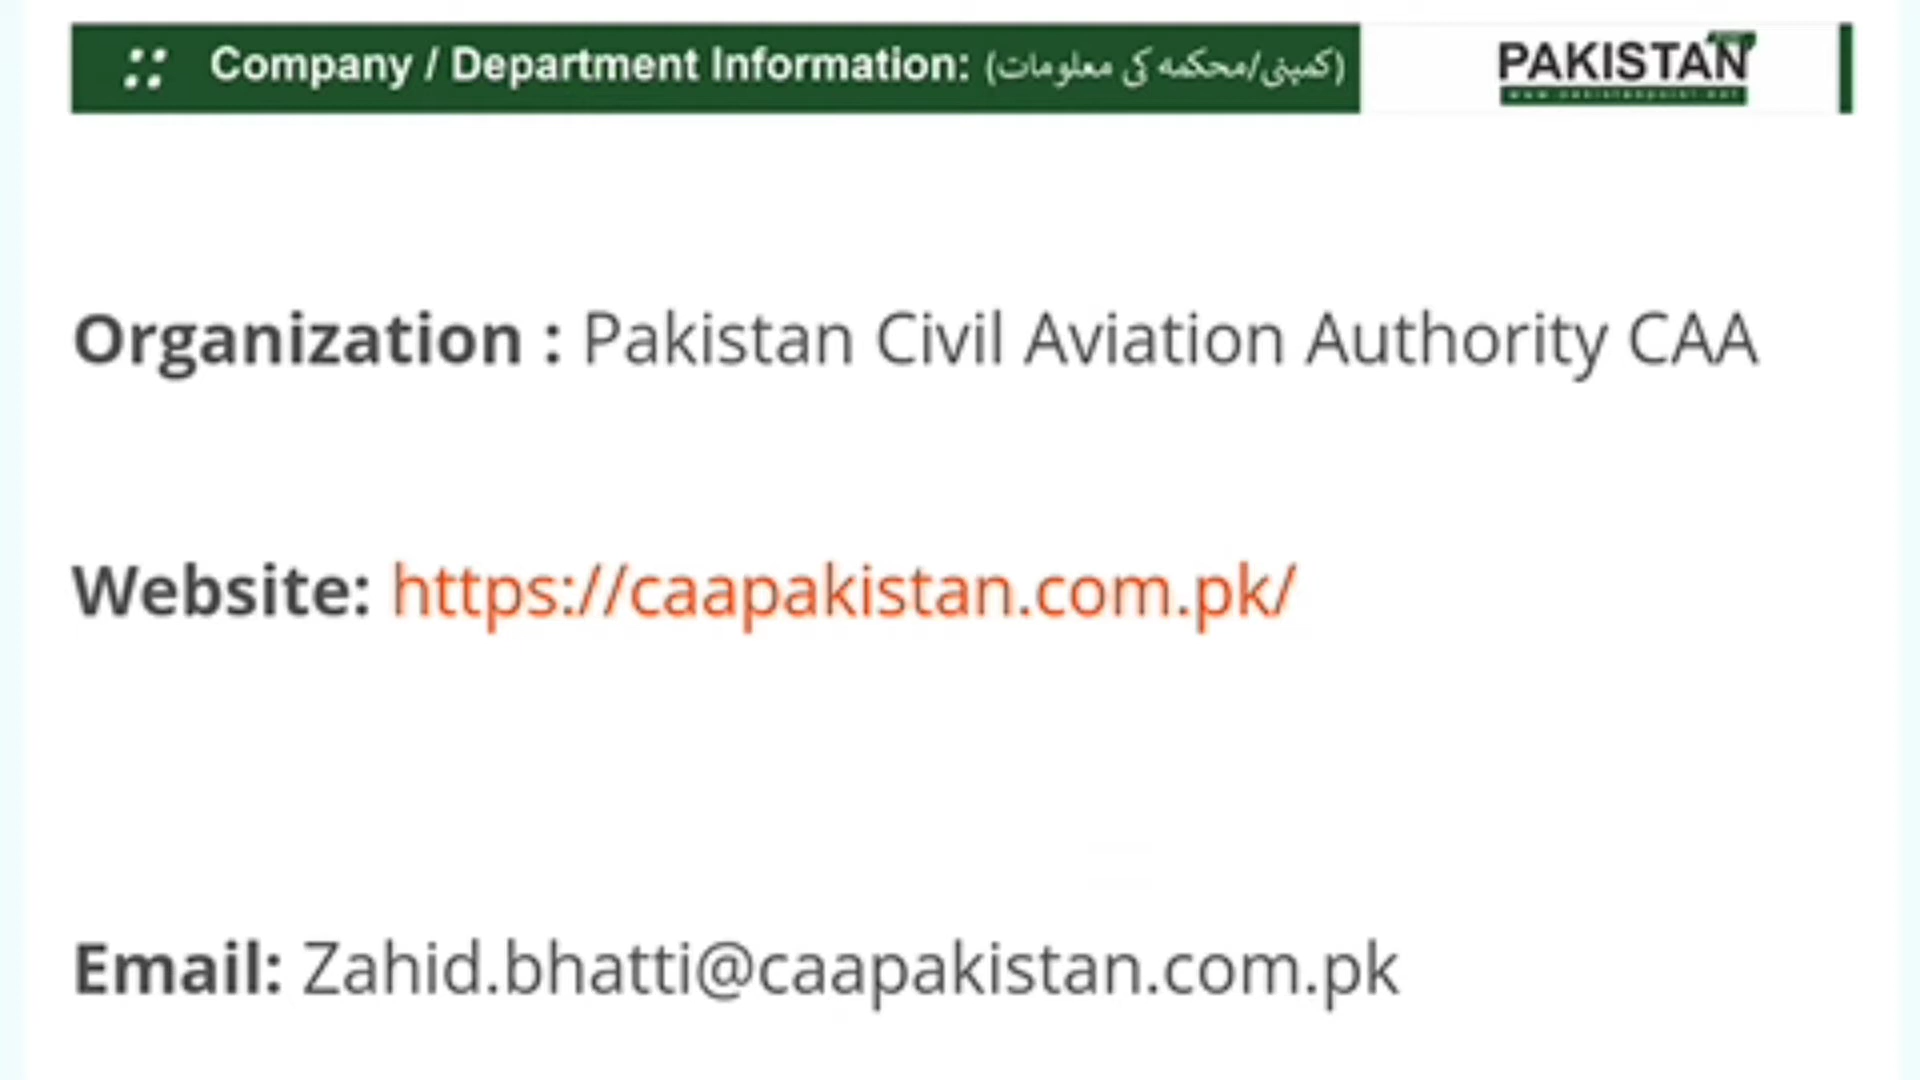 :: Company / Department Information: (کمپنی/محکمہ کی معلومات)
PAKISTAN
Organization : Pakistan Civil Aviation Authority CAA
Website: https://caapakistan.com.pk/
Email: Zahid.bhatti@caapakistan.com.pk